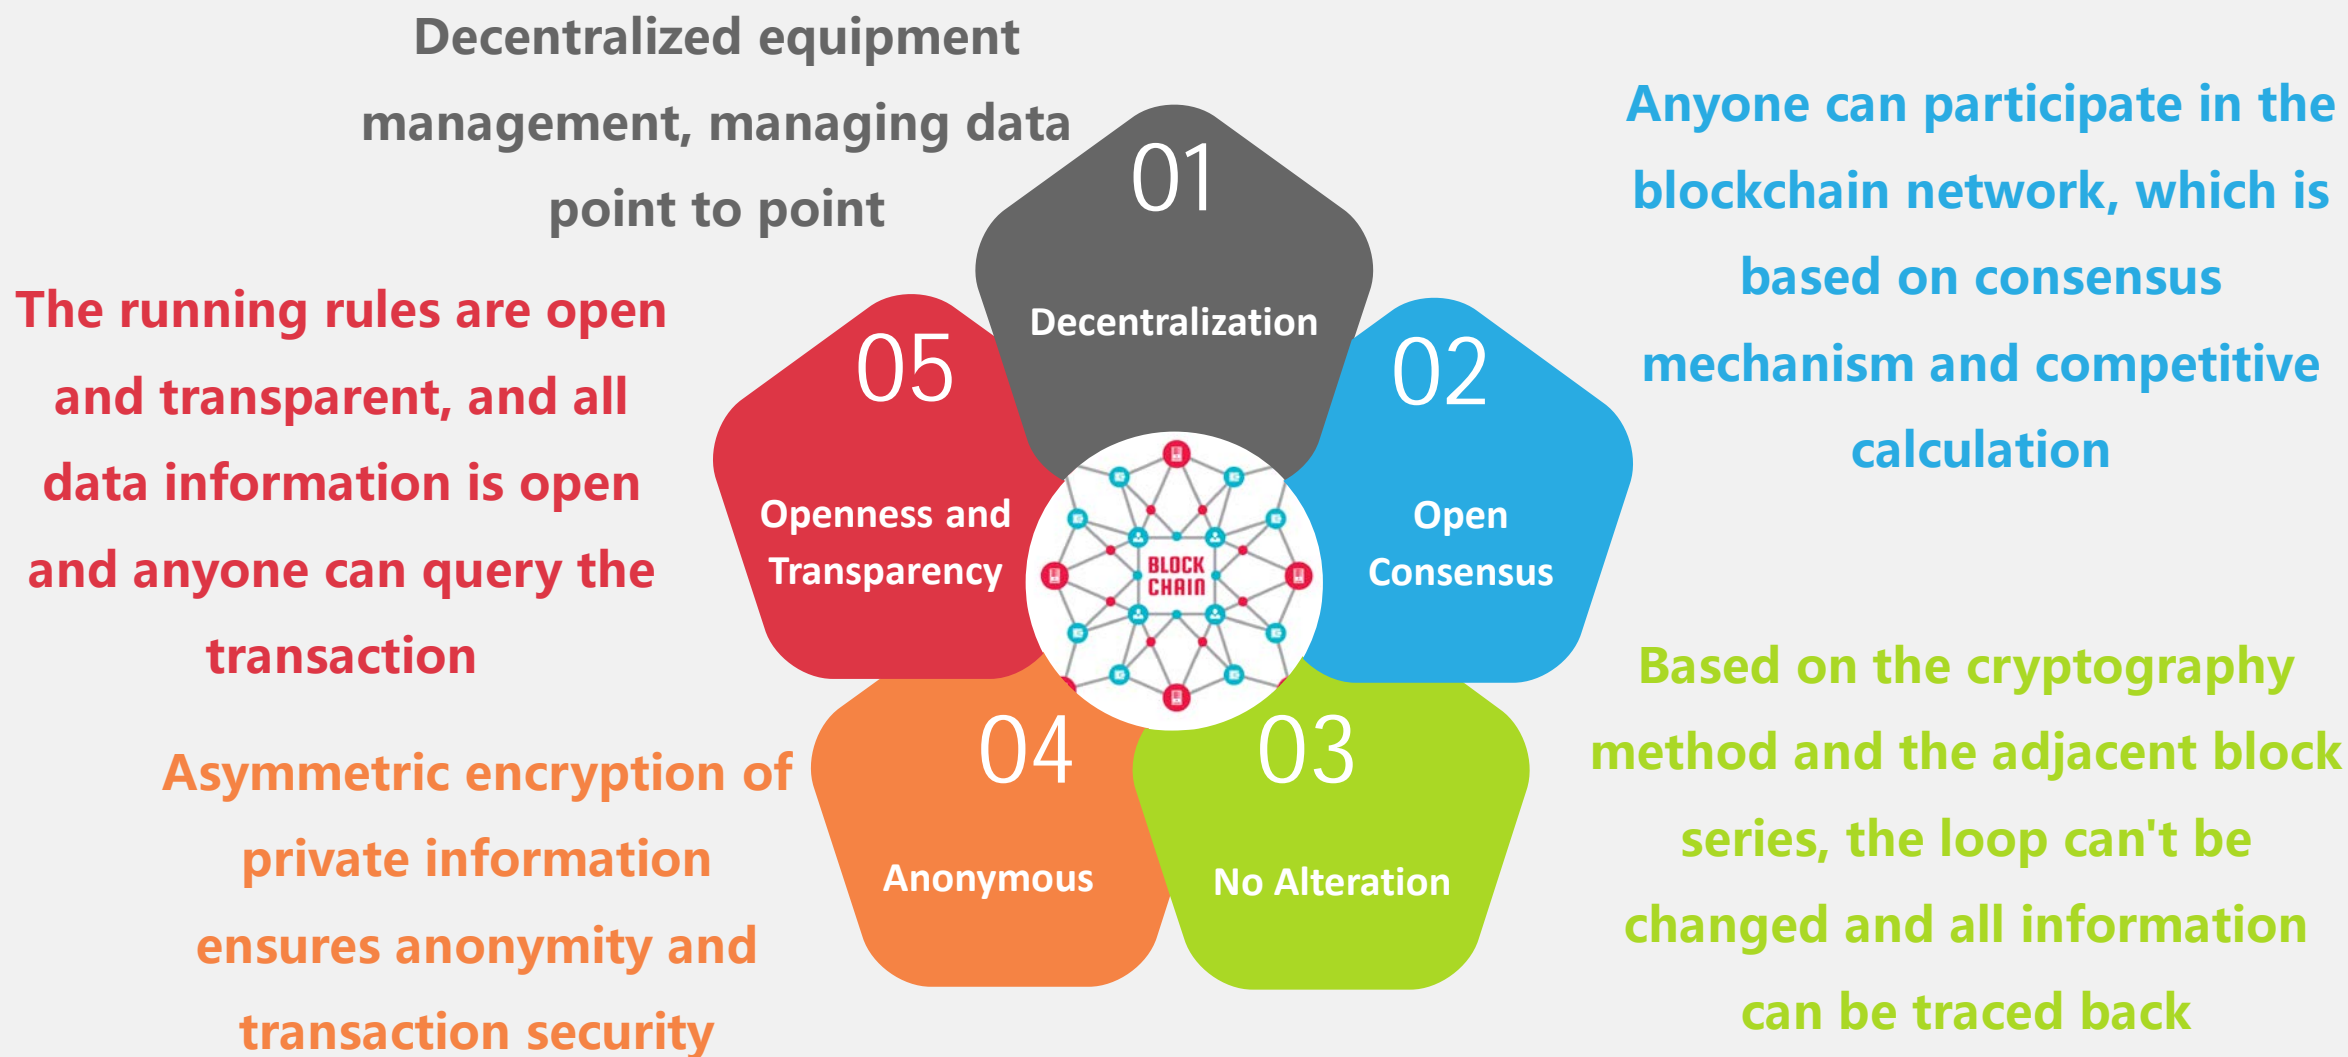 Decentralized equipment
management, managing data
point to point
01
Decentralization
Anyone can participate in the
blockchain network, which is
based on consensus
mechanism and competitive
calculation
02
Open
Consensus
Based on the cryptography
method and the adjacent block
series, the loop can't be
changed and all information
can be traced back
03
No Alteration
Asymmetric encryption of
private information
ensures anonymity and
transaction security
04
Anonymous
The running rules are open
and transparent, and all
data information is open
and anyone can query the
transaction
05
Openness and
Transparency
BLOCK
CHAIN